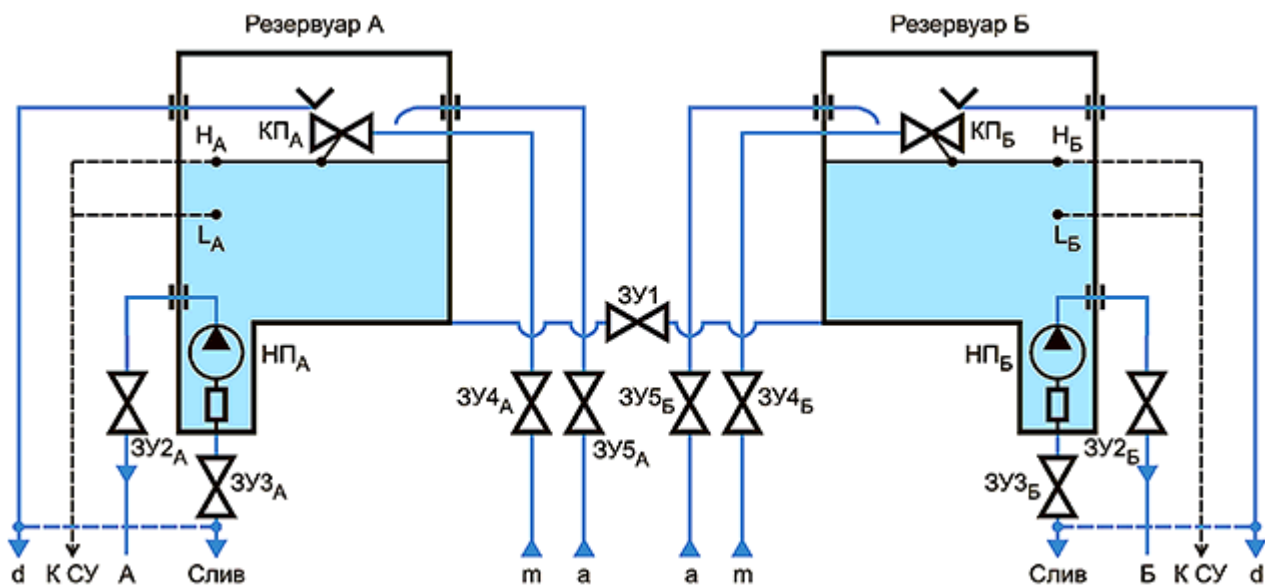 Резервуар А Резервуар Б
КПА КПБ
НА НБ
LА LБ
ЗУ1
НПА НПБ
ЗУ4А ЗУ5Б ЗУ4Б
ЗУ2А ЗУ5А ЗУ2Б
ЗУ3А ЗУ3Б
d К СУ А Слив m a a m Слив Б К СУ d